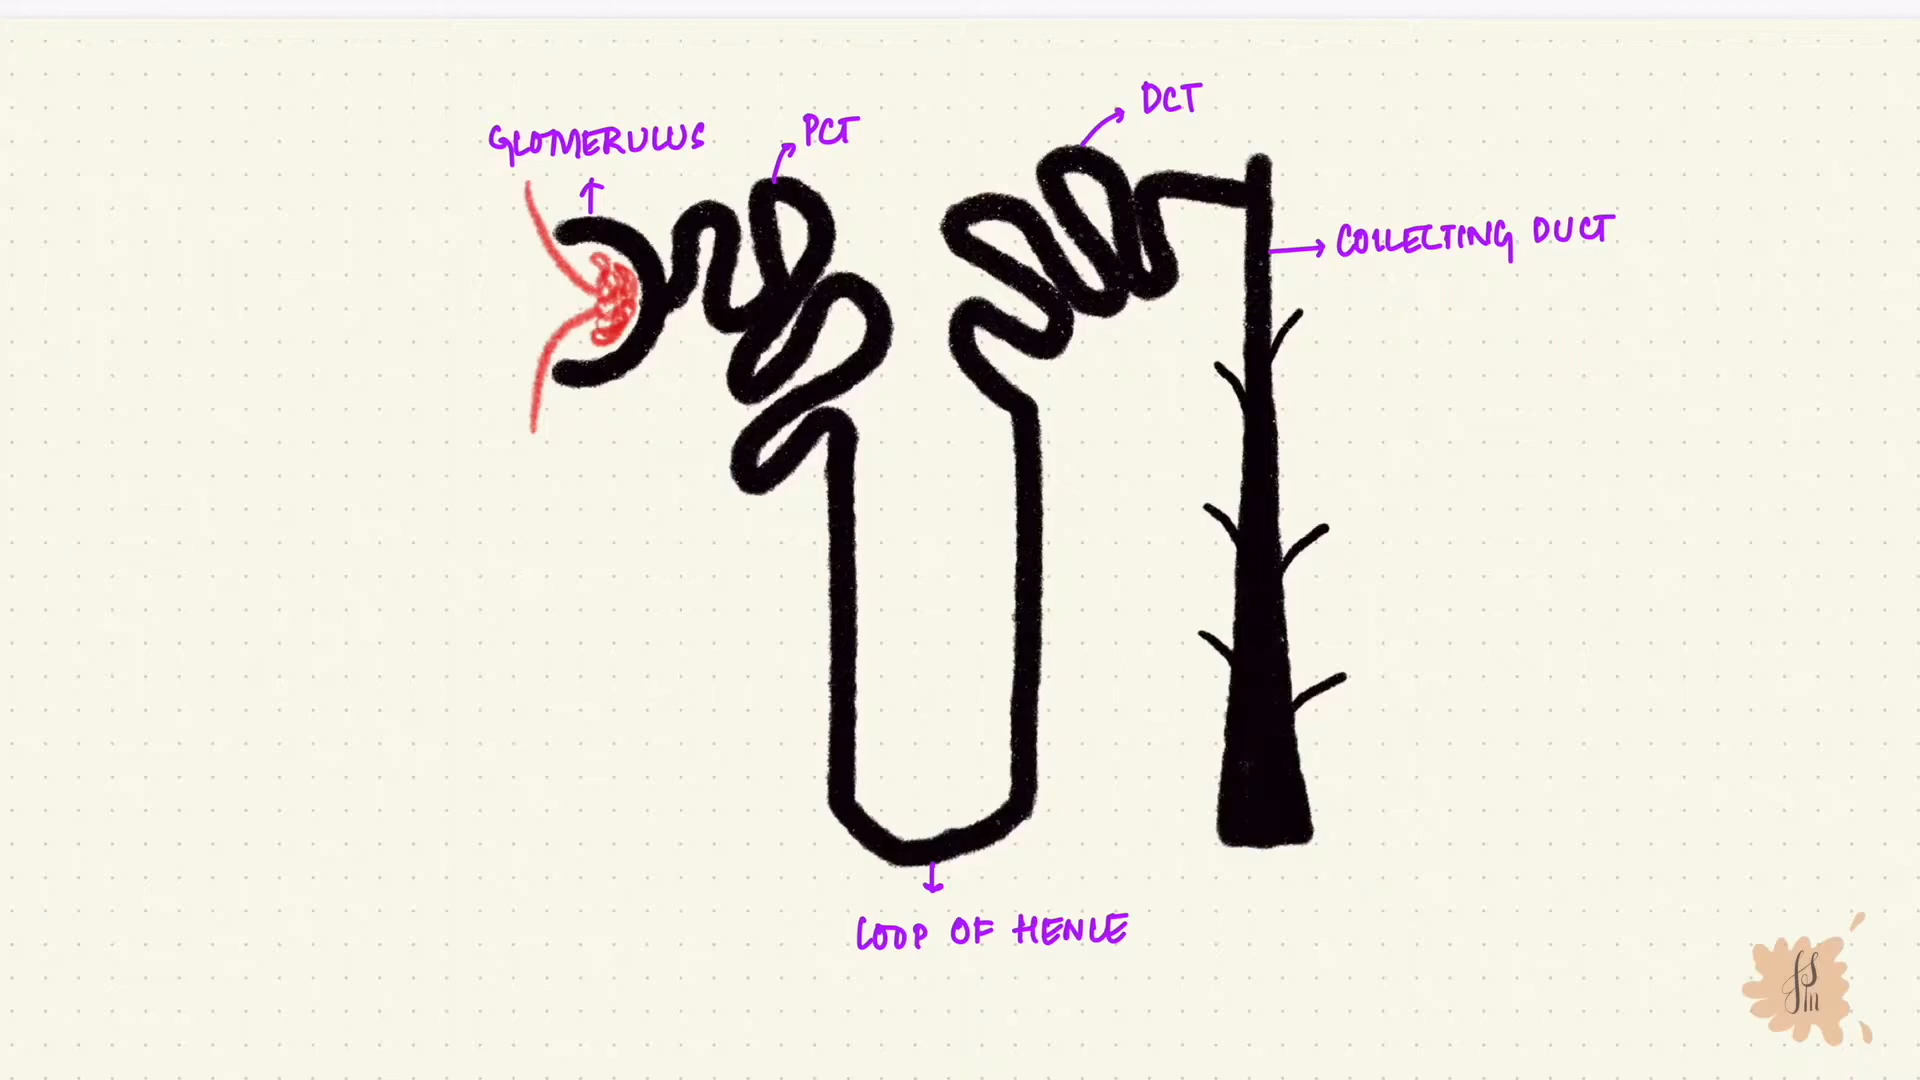 GLOMERULUS
PCT
DCT
COLLECTING DUCT
LOOP OF HENLE